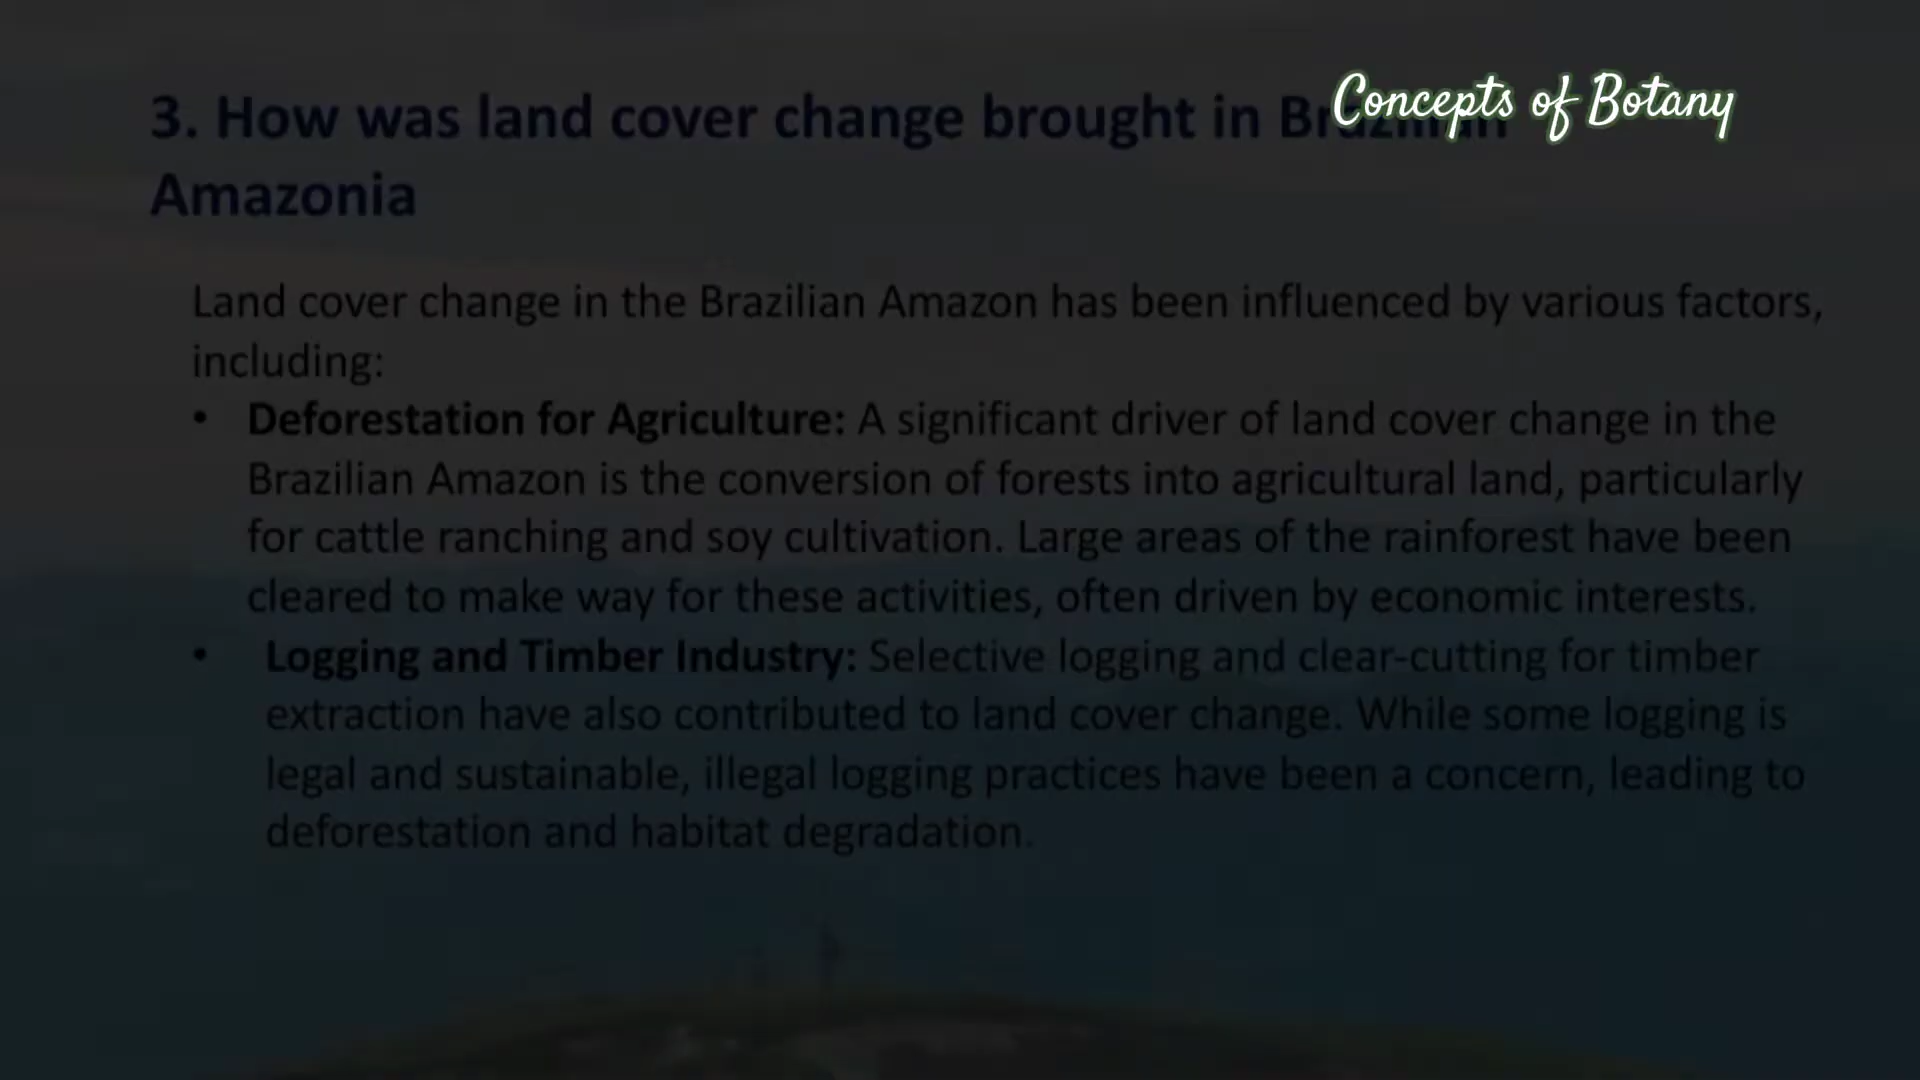 Concepts of Botany
3. How was land cover change brought in Brazilian
Amazonia
Land cover change in the Brazilian Amazon has been influenced by various factors,
including:
• Deforestation for Agriculture: A significant driver of land cover change in the
Brazilian Amazon is the conversion of forests into agricultural land, particularly
for cattle ranching and soy cultivation. Large areas of the rainforest have been
cleared to make way for these activities, often driven by economic interests.
• Logging and Timber Industry: Selective logging and clear-cutting for timber
extraction have also contributed to land cover change. While some logging is
legal and sustainable, illegal logging practices have been a concern, leading to
deforestation and habitat degradation.